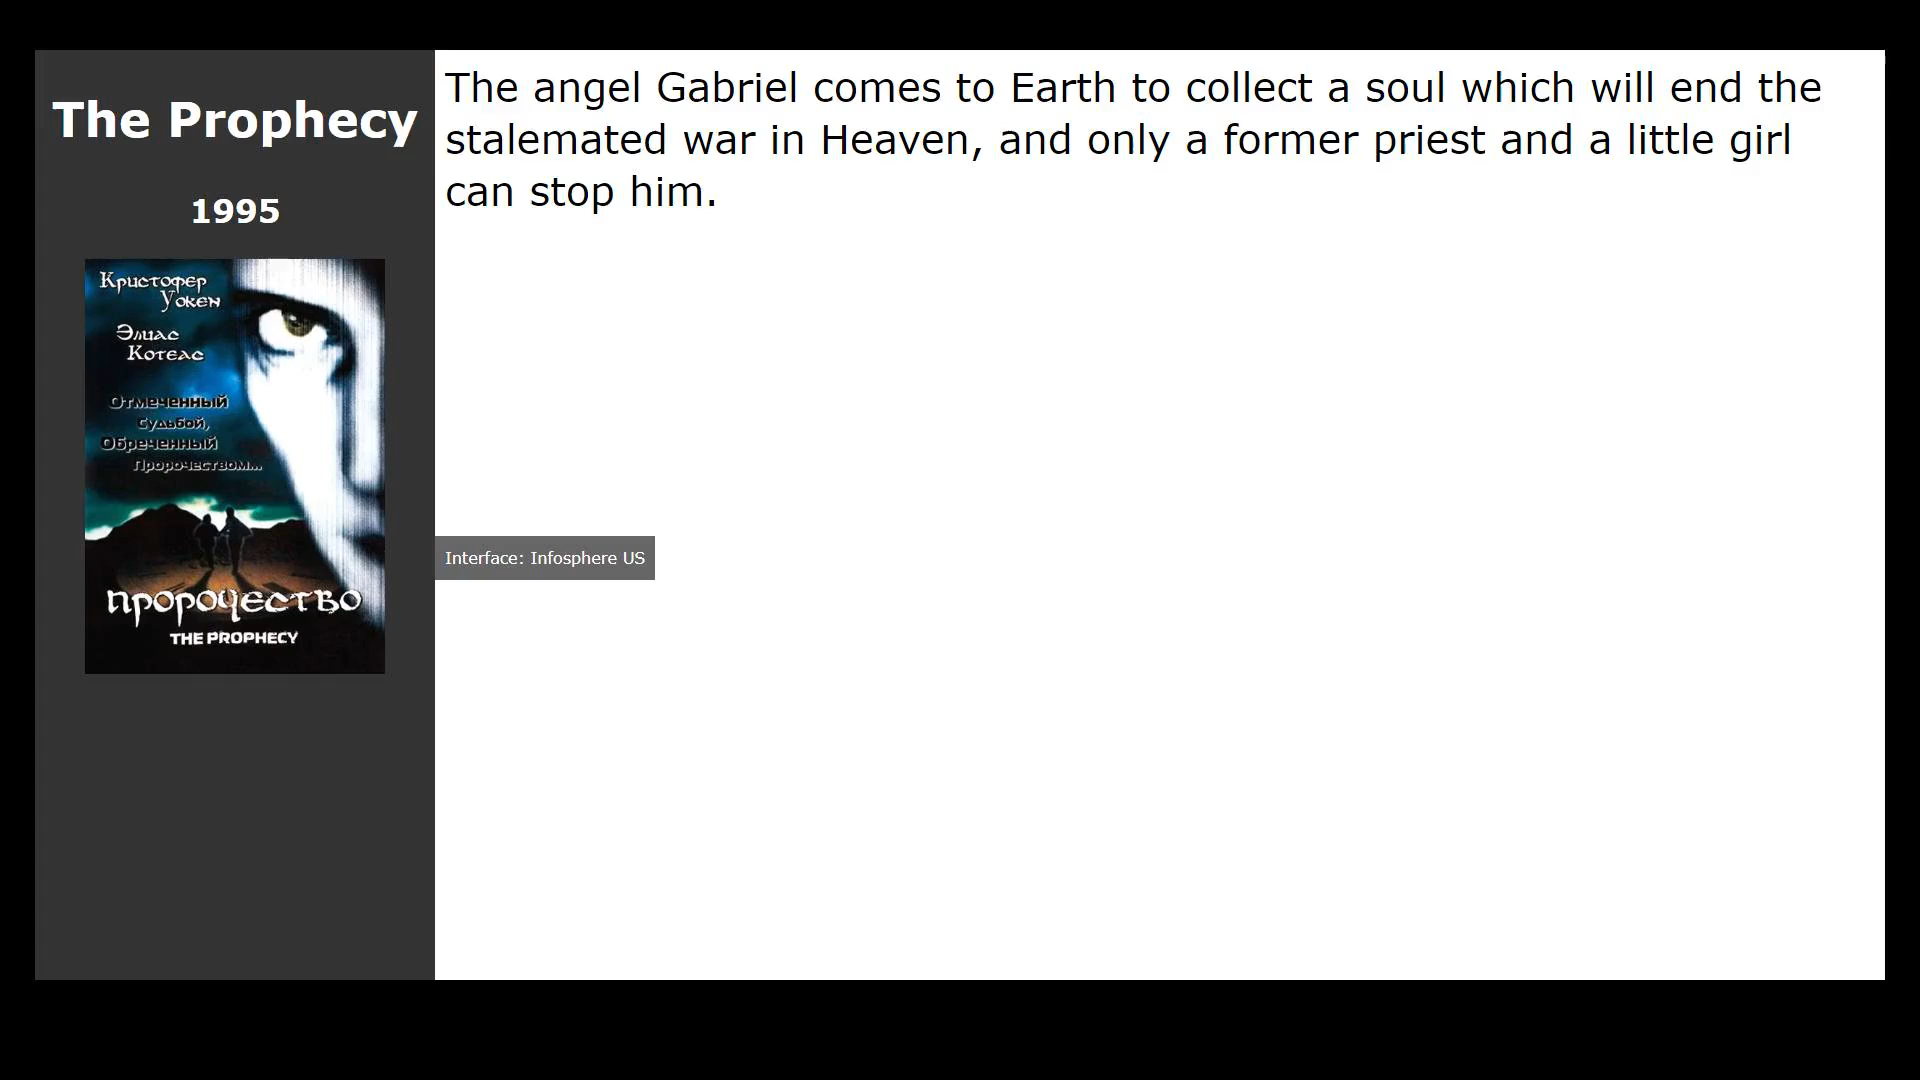 The Prophecy
1995
Кристофер
Уокен
Элиас
Котеас
Отмеченный
Судьбой,
Обреченный
Пророчеством...
Пророчество
THE PROPHECY
The angel Gabriel comes to Earth to collect a soul which will end the
stalemated war in Heaven, and only a former priest and a little girl
can stop him.
Interface: Infosphere US